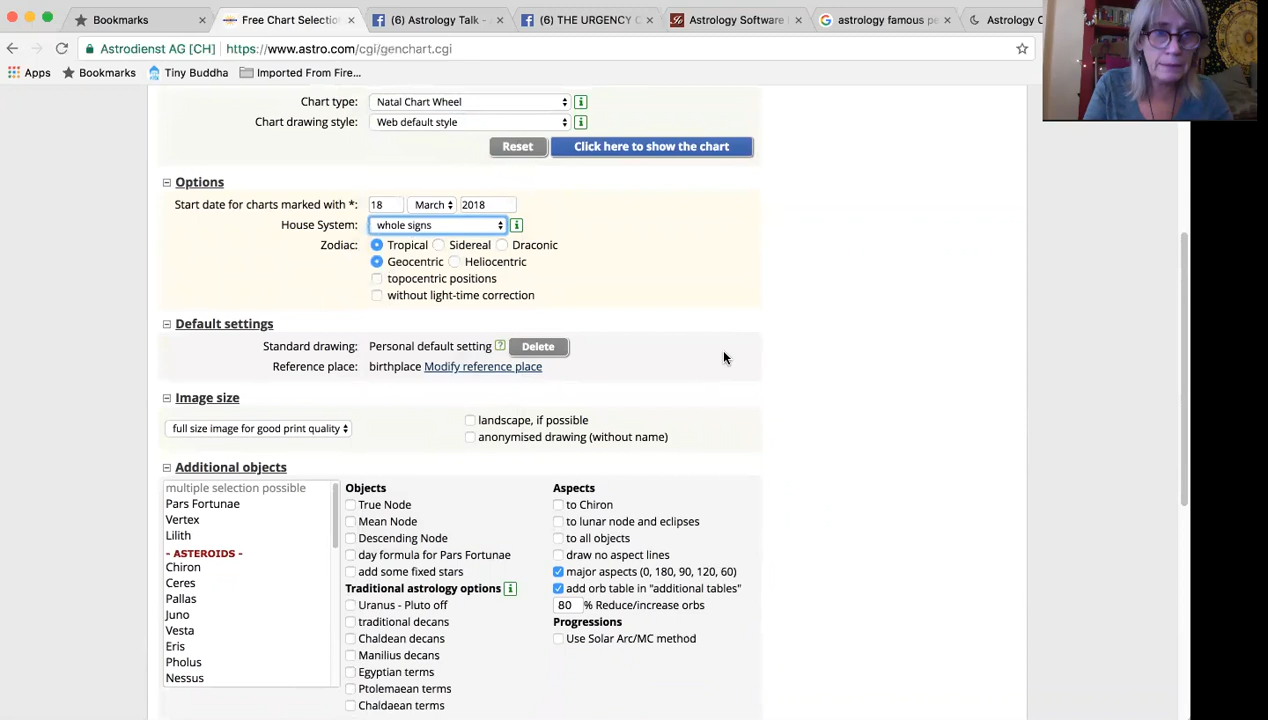 Bookmarks
Free Chart Selectio
(6) Astrology Talk -
(6) THE URGENCY C
Astrology Software
astrology famous pe
Astrology C
Astrodienst AG [CH]
https://www.astro.com/cgi/genchart.cgi
Apps
Bookmarks
Tiny Buddha
Imported From Fire...
Chart type: Natal Chart Wheel
Chart drawing style: Web default style
Reset Click here to show the chart
Options
Start date for charts marked with *: 18 March 2018
House System: whole signs
Zodiac: Tropical Sidereal Draconic
Geocentric Heliocentric
topocentric positions
without light-time correction
Default settings
Standard drawing: Personal default setting ? Delete
Reference place: birthplace Modify reference place
Image size
full size image for good print quality
landscape, if possible
anonymised drawing (without name)
Additional objects
multiple selection possible
Pars Fortunae
Vertex
Lilith
- ASTEROIDS -
Chiron
Ceres
Pallas
Juno
Vesta
Eris
Pholus
Nessus
Objects
True Node
Mean Node
Descending Node
day formula for Pars Fortunae
add some fixed stars
Traditional astrology options
Uranus - Pluto off
traditional decans
Chaldean decans
Manilius decans
Egyptian terms
Ptolemaean terms
Chaldaean terms
Aspects
to Chiron
to lunar node and eclipses
to all objects
draw no aspect lines
major aspects (0, 180, 90, 120, 60)
add orb table in "additional tables"
80 % Reduce/increase orbs
Progressions
Use Solar Arc/MC method